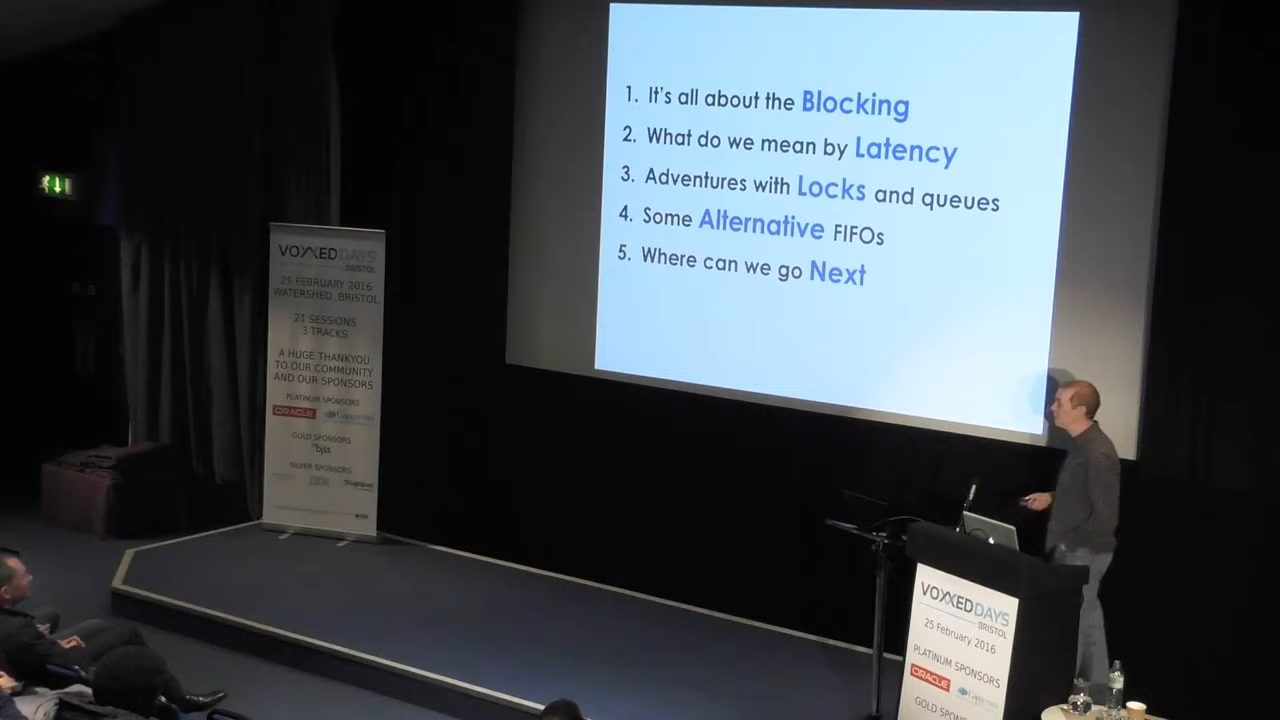 1. It's all about the Blocking
2. What do we mean by Latency
3. Adventures with Locks and queues
4. Some Alternative FIFOs
5. Where can we go Next
VOXXED DAYS
BRISTOL
25 FEBRUARY 2016
WATERSHED, BRISTOL
21 SESSIONS
3 TRACKS
A HUGE THANKYOU
TO OUR COMMUNITY
AND OUR SPONSORS
PLATINUM SPONSORS
ORACLE
GOLD SPONSORS
bjss
SILVER SPONSORS
VOXXED DAYS
BRISTOL
25 February 2016
PLATINUM SPONSORS
ORACLE
GOLD